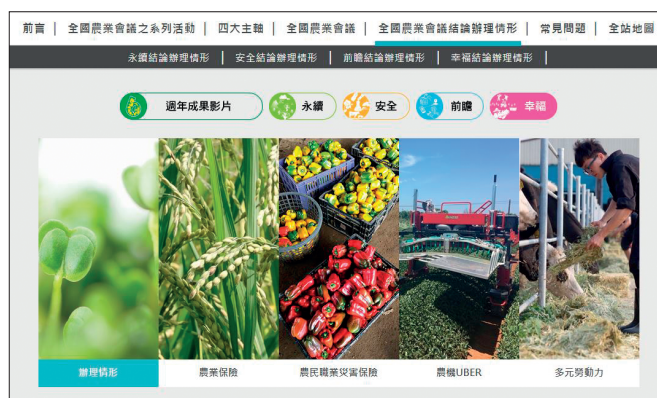 前言 | 全國農業會議之系列活動 | 四大主軸 | 全國農業會議 | 全國農業會議結論辦理情形 | 常見問題 | 全站地圖
永續結論辦理情形 | 安全結論辦理情形 | 前瞻結論辦理情形 | 幸福結論辦理情形 |
週年成果影片 永續 安全 前瞻 幸福
辦理情形 農業保險 農民職業災害保險 農機UBER 多元勞動力